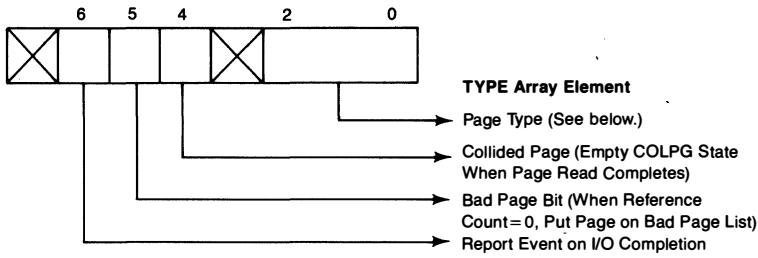 6 5 4 2 0
TYPE Array Element
Page Type (See below.)
Collided Page (Empty COLPG State
When Page Read Completes)
Bad Page Bit (When Reference
Count=0, Put Page on Bad Page List)
Report Event on I/O Completion